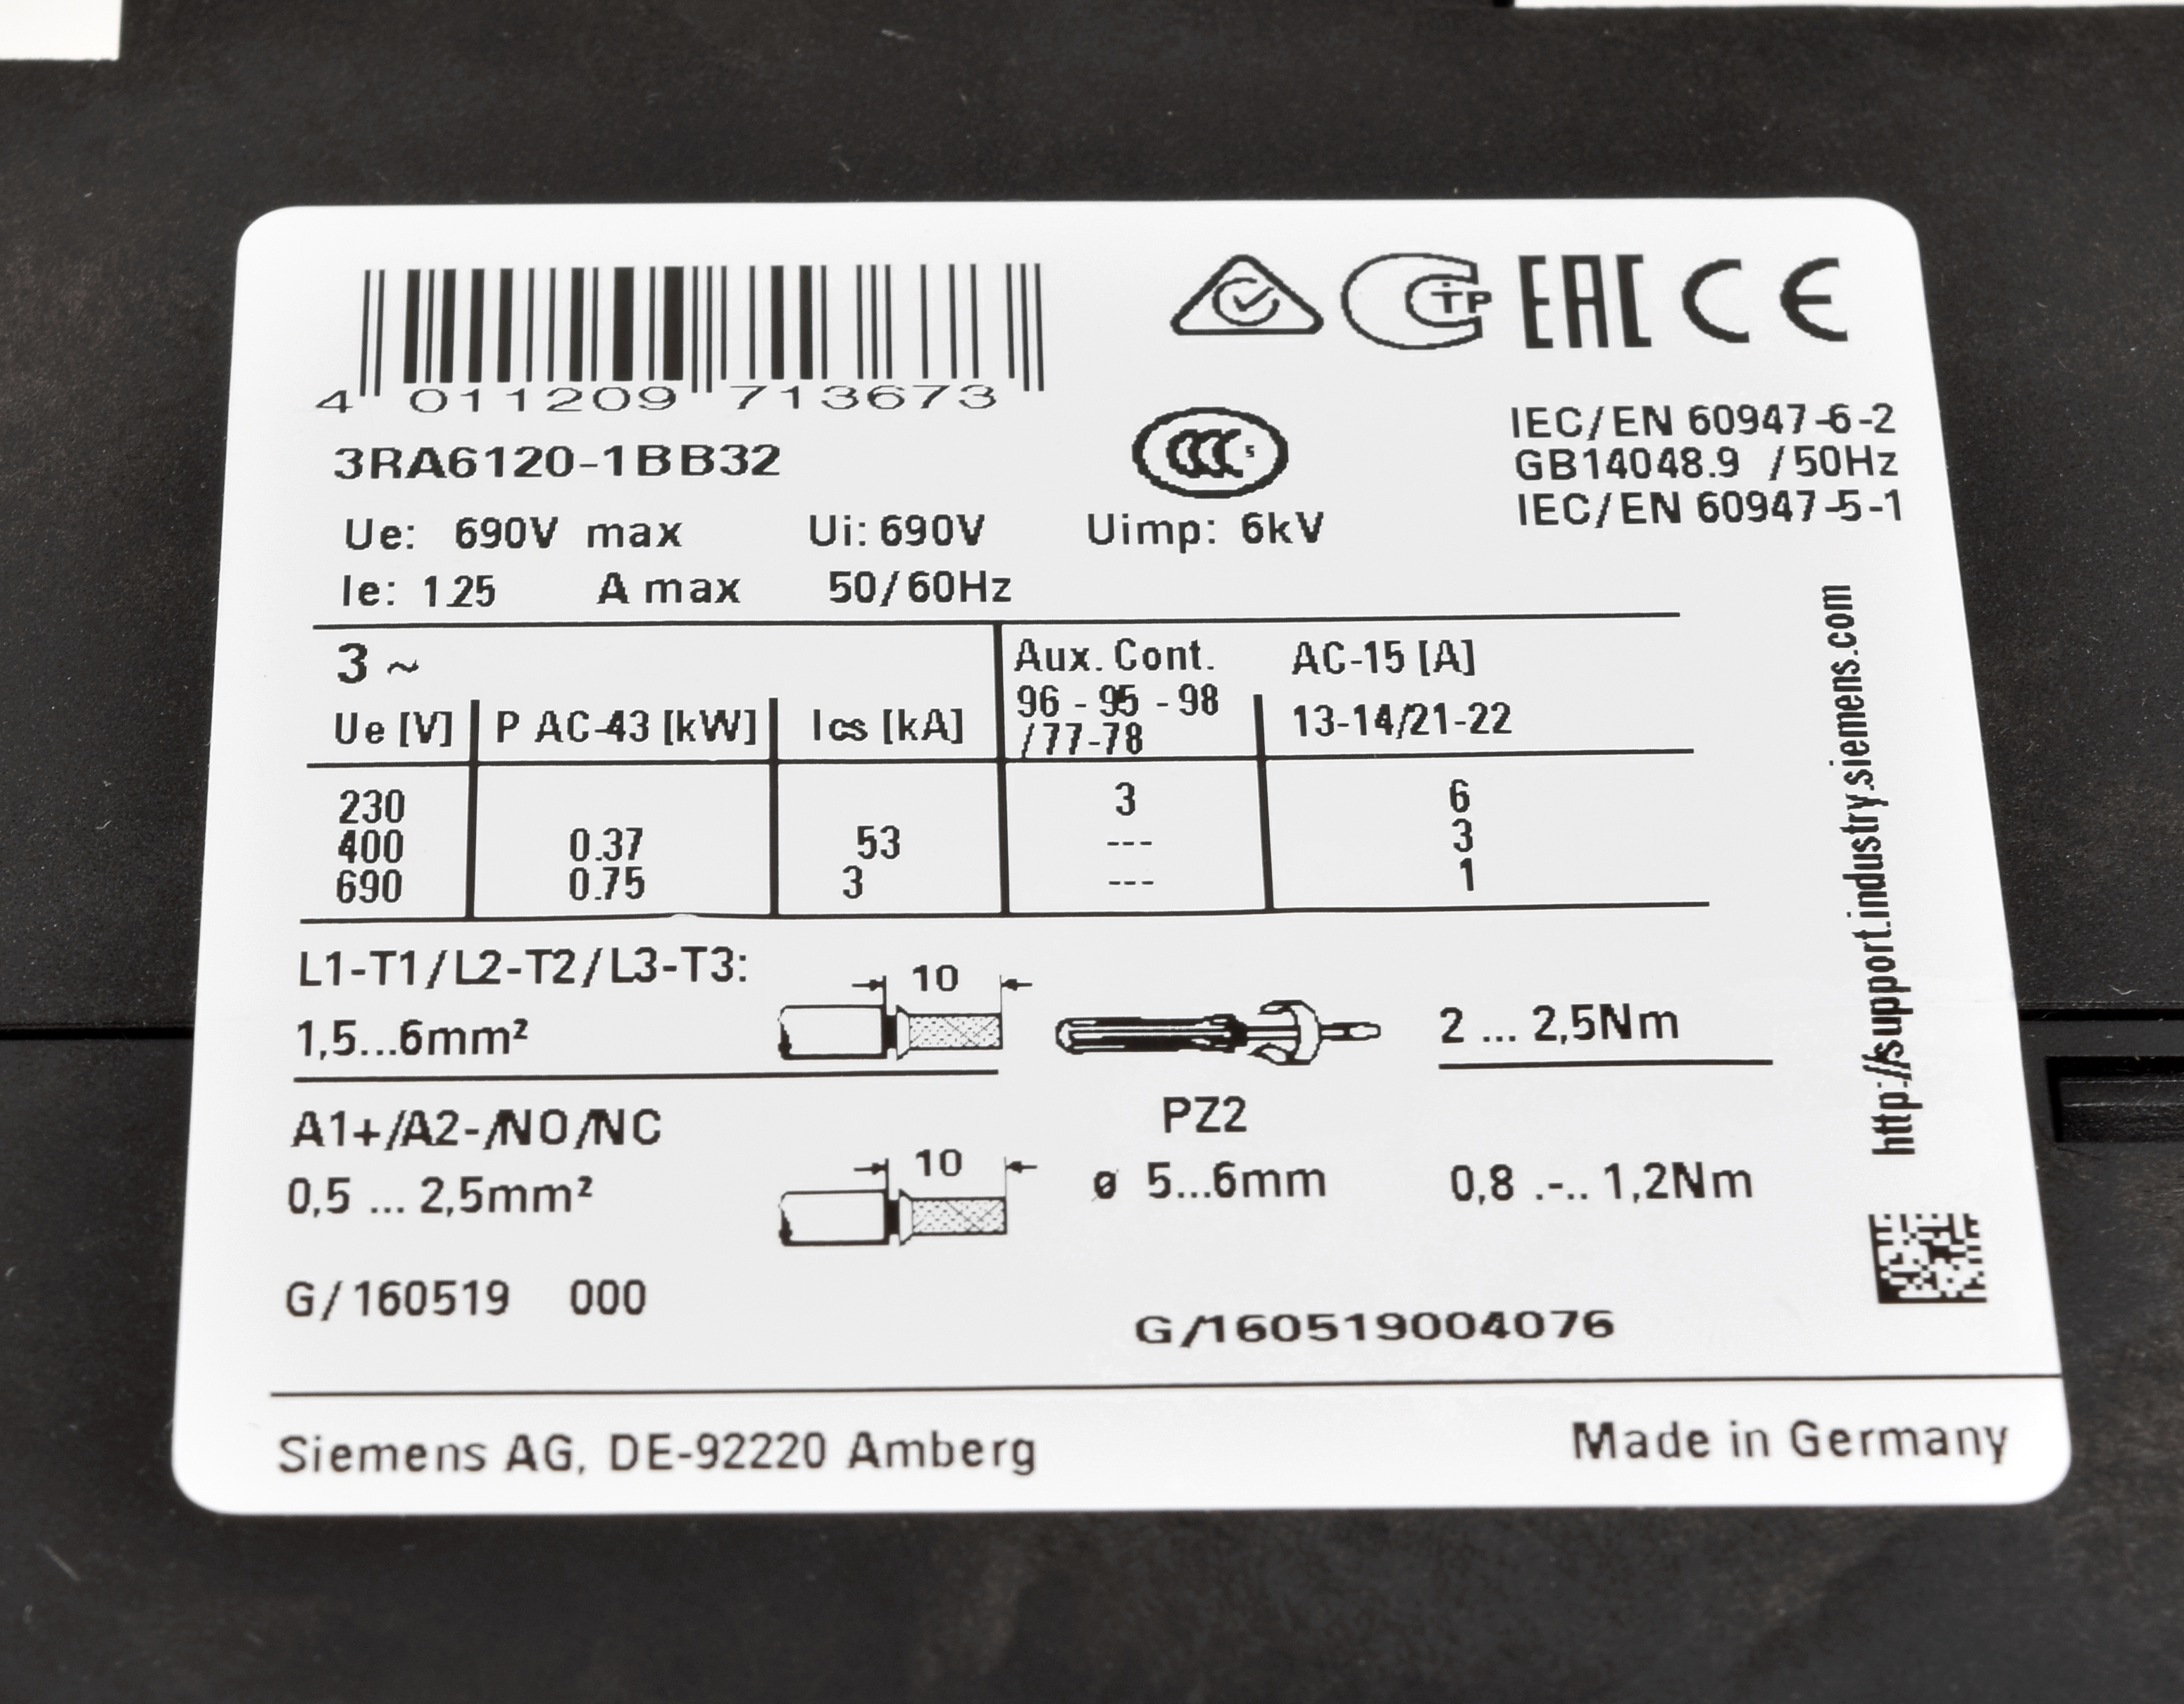 4 011209 713673
CTP EAC CE
CCC S
3RA6120-1BB32
IEC/EN 60947-6-2
GB14048.9 /50Hz
IEC/EN 60947-5-1
Ue: 690V max Ui: 690V Uimp: 6kV
Ie: 1.25 A max 50/60Hz
3 ~
Aux. Cont. AC-15 [A]
Ue [V] P AC-43 [kW] Ics [kA] 96 - 95 - 98 13-14/21-22
/77-78
230 3 6
400 0.37 53 --- 3
690 0.75 3 --- 1
L1-T1/L2-T2/L3-T3: 10
1,5...6mm² 2 ... 2,5Nm
A1+/A2-/NO/NC PZ2
10
0,5 ... 2,5mm² ø 5...6mm 0,8 .-.. 1,2Nm
G/160519 000
G/160519004076
http://support.industry.siemens.com
Siemens AG, DE-92220 Amberg Made in Germany